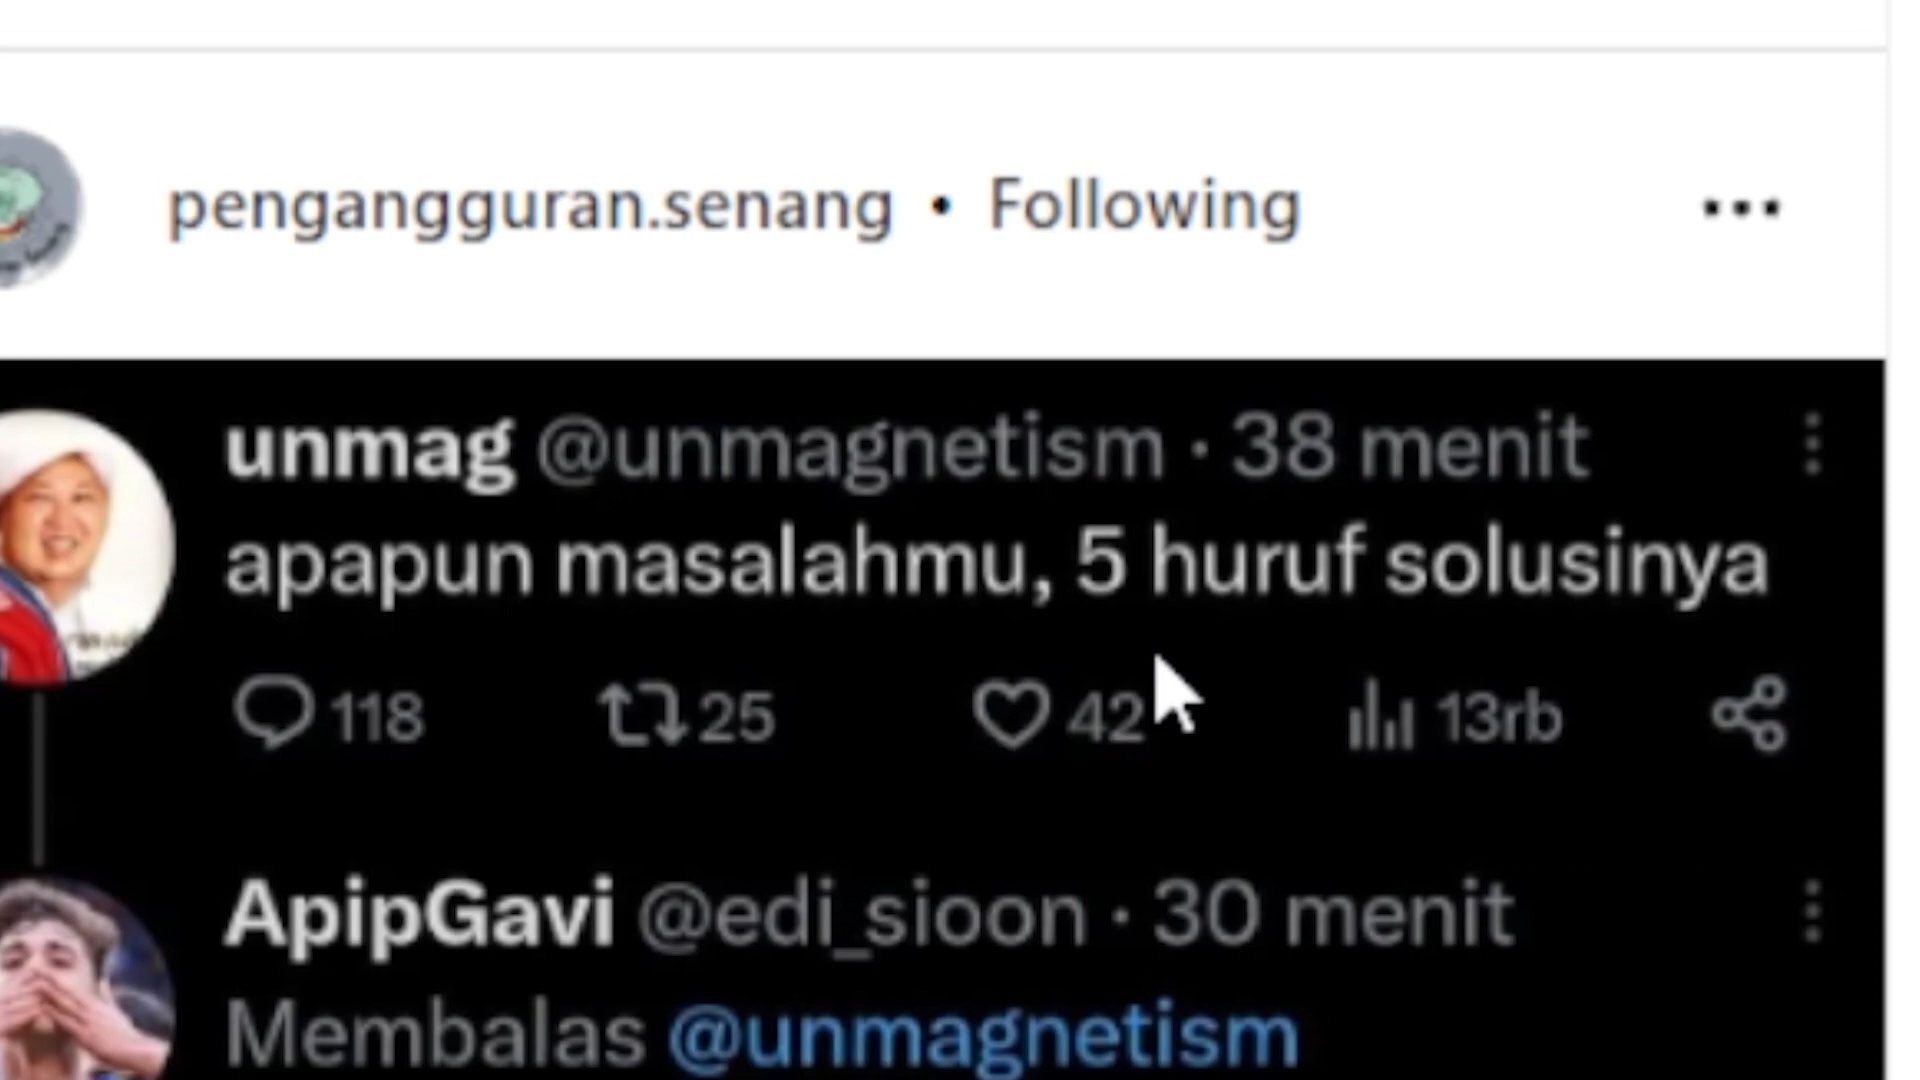 pengangguran.senang • Following
unmag @unmagnetism · 38 menit
apapun masalahmu, 5 huruf solusinya
118 25 42 13rb
ApipGavi @edi_sioon · 30 menit
Membalas @unmagnetism